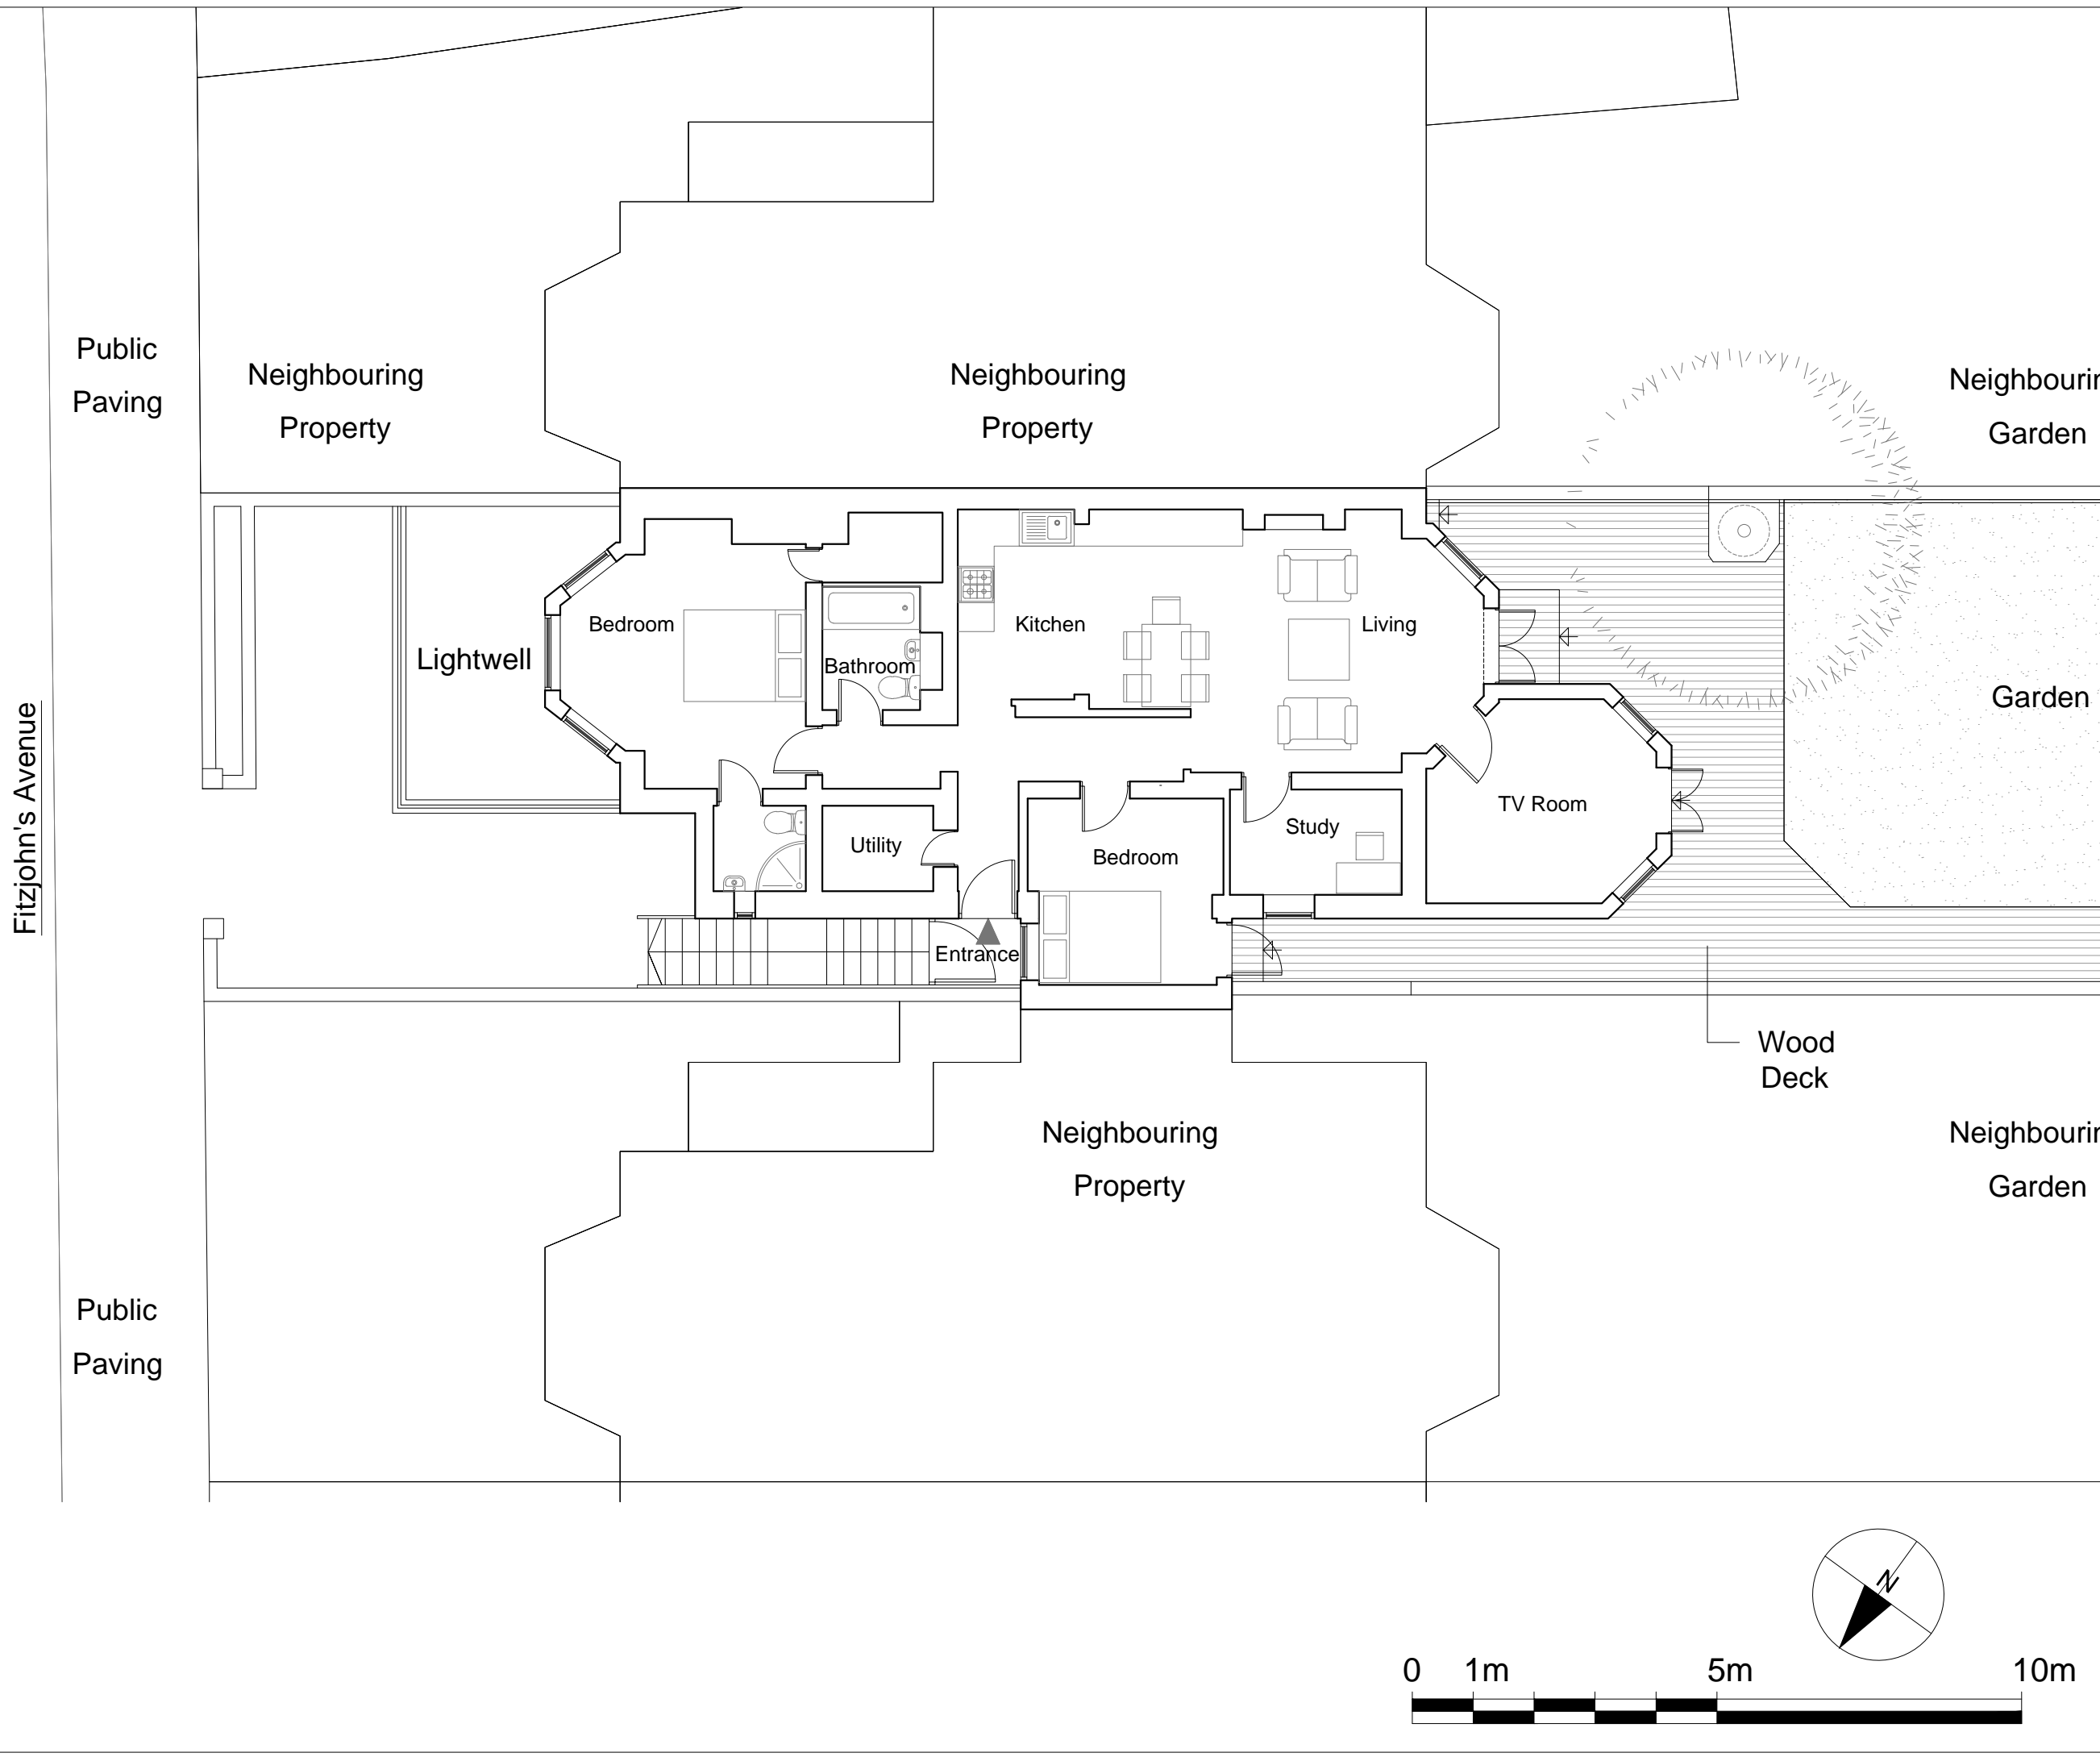 Public
Paving
Neighbouring
Property
Neighbouring
Property
Neighbourin
Garden
Bedroom
Kitchen
Living
Lightwell
Bathroom
Garden
Fitzjohn's Avenue
TV Room
Utility
Study
Bedroom
Entrance
Wood
Deck
Neighbouring
Property
Neighbourin
Garden
Public
Paving
N
0 1m 5m 10m